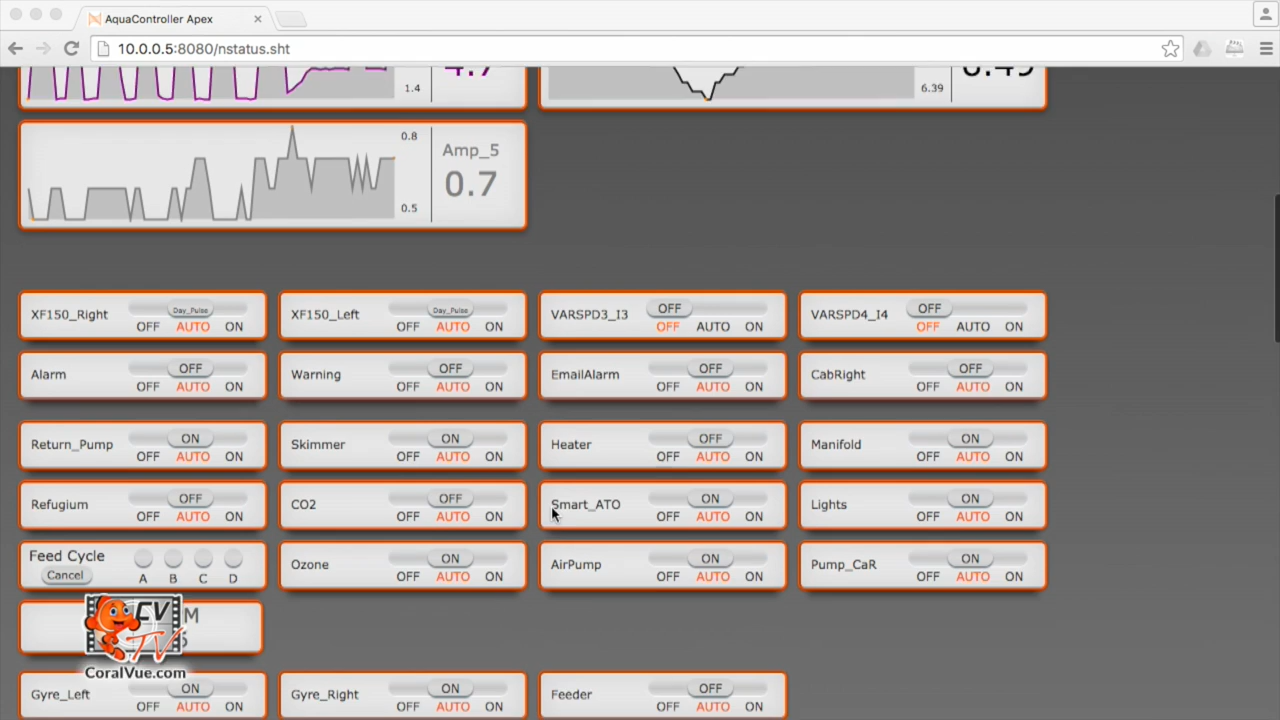 AquaController Apex
10.0.0.5:8080/nstatus.sht
1.4
4.7
6.39
6.49
0.8
Amp_5
0.7
0.5
XF150_Right Day_Pulse OFF AUTO ON
XF150_Left Day_Pulse OFF AUTO ON
VARSPD3_I3 OFF OFF AUTO ON
VARSPD4_I4 OFF OFF AUTO ON
Alarm OFF OFF AUTO ON
Warning OFF OFF AUTO ON
EmailAlarm OFF OFF AUTO ON
CabRight OFF OFF AUTO ON
Return_Pump ON OFF AUTO ON
Skimmer ON OFF AUTO ON
Heater OFF OFF AUTO ON
Manifold ON OFF AUTO ON
Refugium OFF OFF AUTO ON
CO2 OFF OFF AUTO ON
Smart_ATO ON OFF AUTO ON
Lights ON OFF AUTO ON
Feed Cycle Cancel A B C D
Ozone ON OFF AUTO ON
AirPump ON OFF AUTO ON
Pump_CaR ON OFF AUTO ON
CV
TV
CoralVue.com
Gyre_Left ON OFF AUTO ON
Gyre_Right ON OFF AUTO ON
Feeder OFF OFF AUTO ON